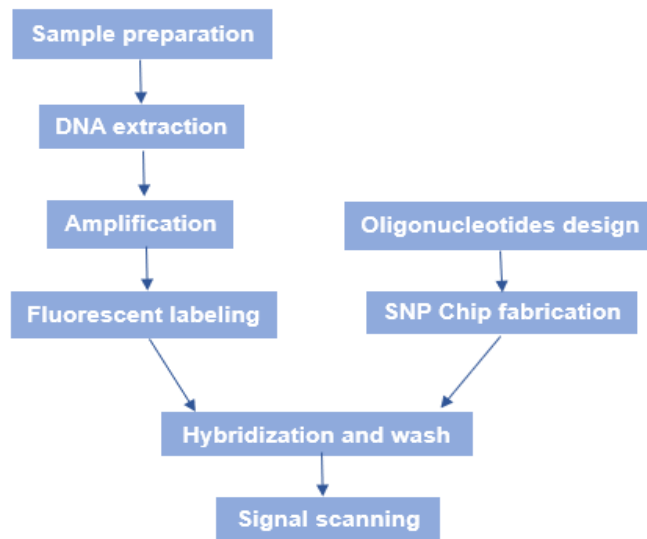 Sample preparation
DNA extraction
Amplification
Oligonucleotides design
Fluorescent labeling
SNP Chip fabrication
Hybridization and wash
Signal scanning